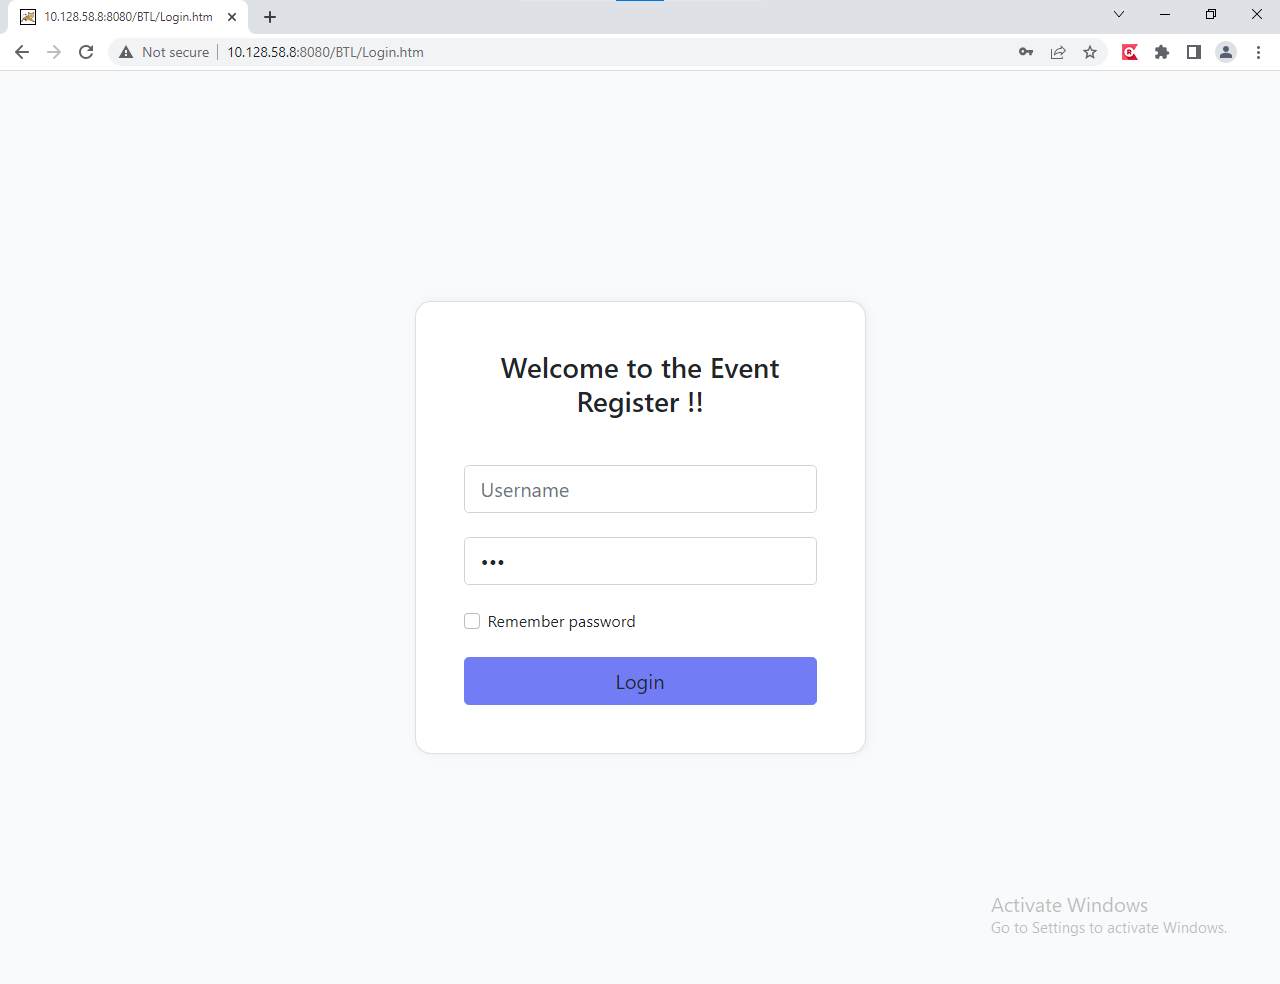 10.128.58.8:8080/BTL/Login.htm
Not secure 10.128.58.8:8080/BTL/Login.htm
Welcome to the Event
Register !!
Username
•••
Remember password
Login
Activate Windows
Go to Settings to activate Windows.